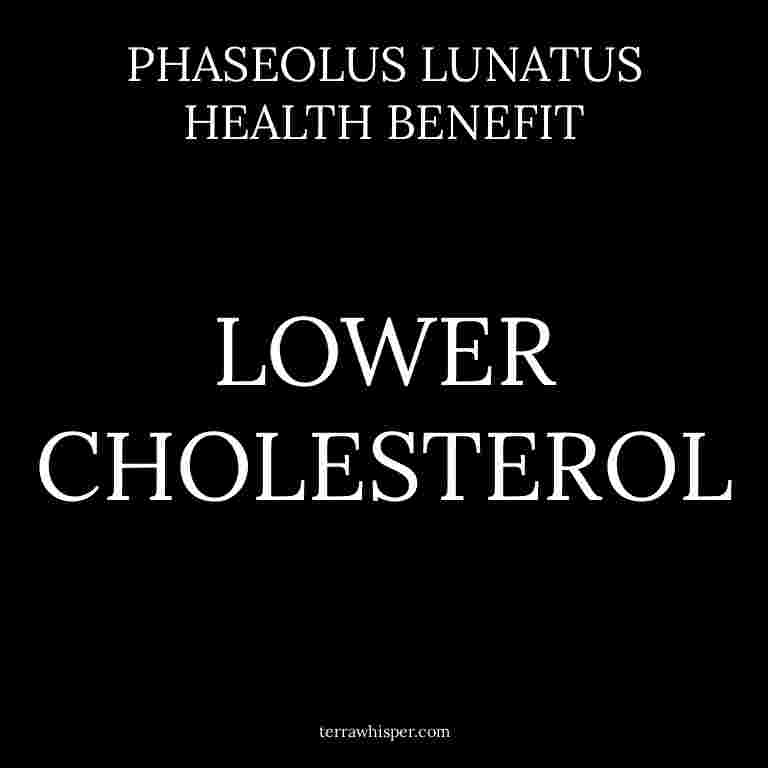 PHASEOLUS LUNATUS
HEALTH BENEFIT
LOWER
CHOLESTEROL
terrawhisper.com